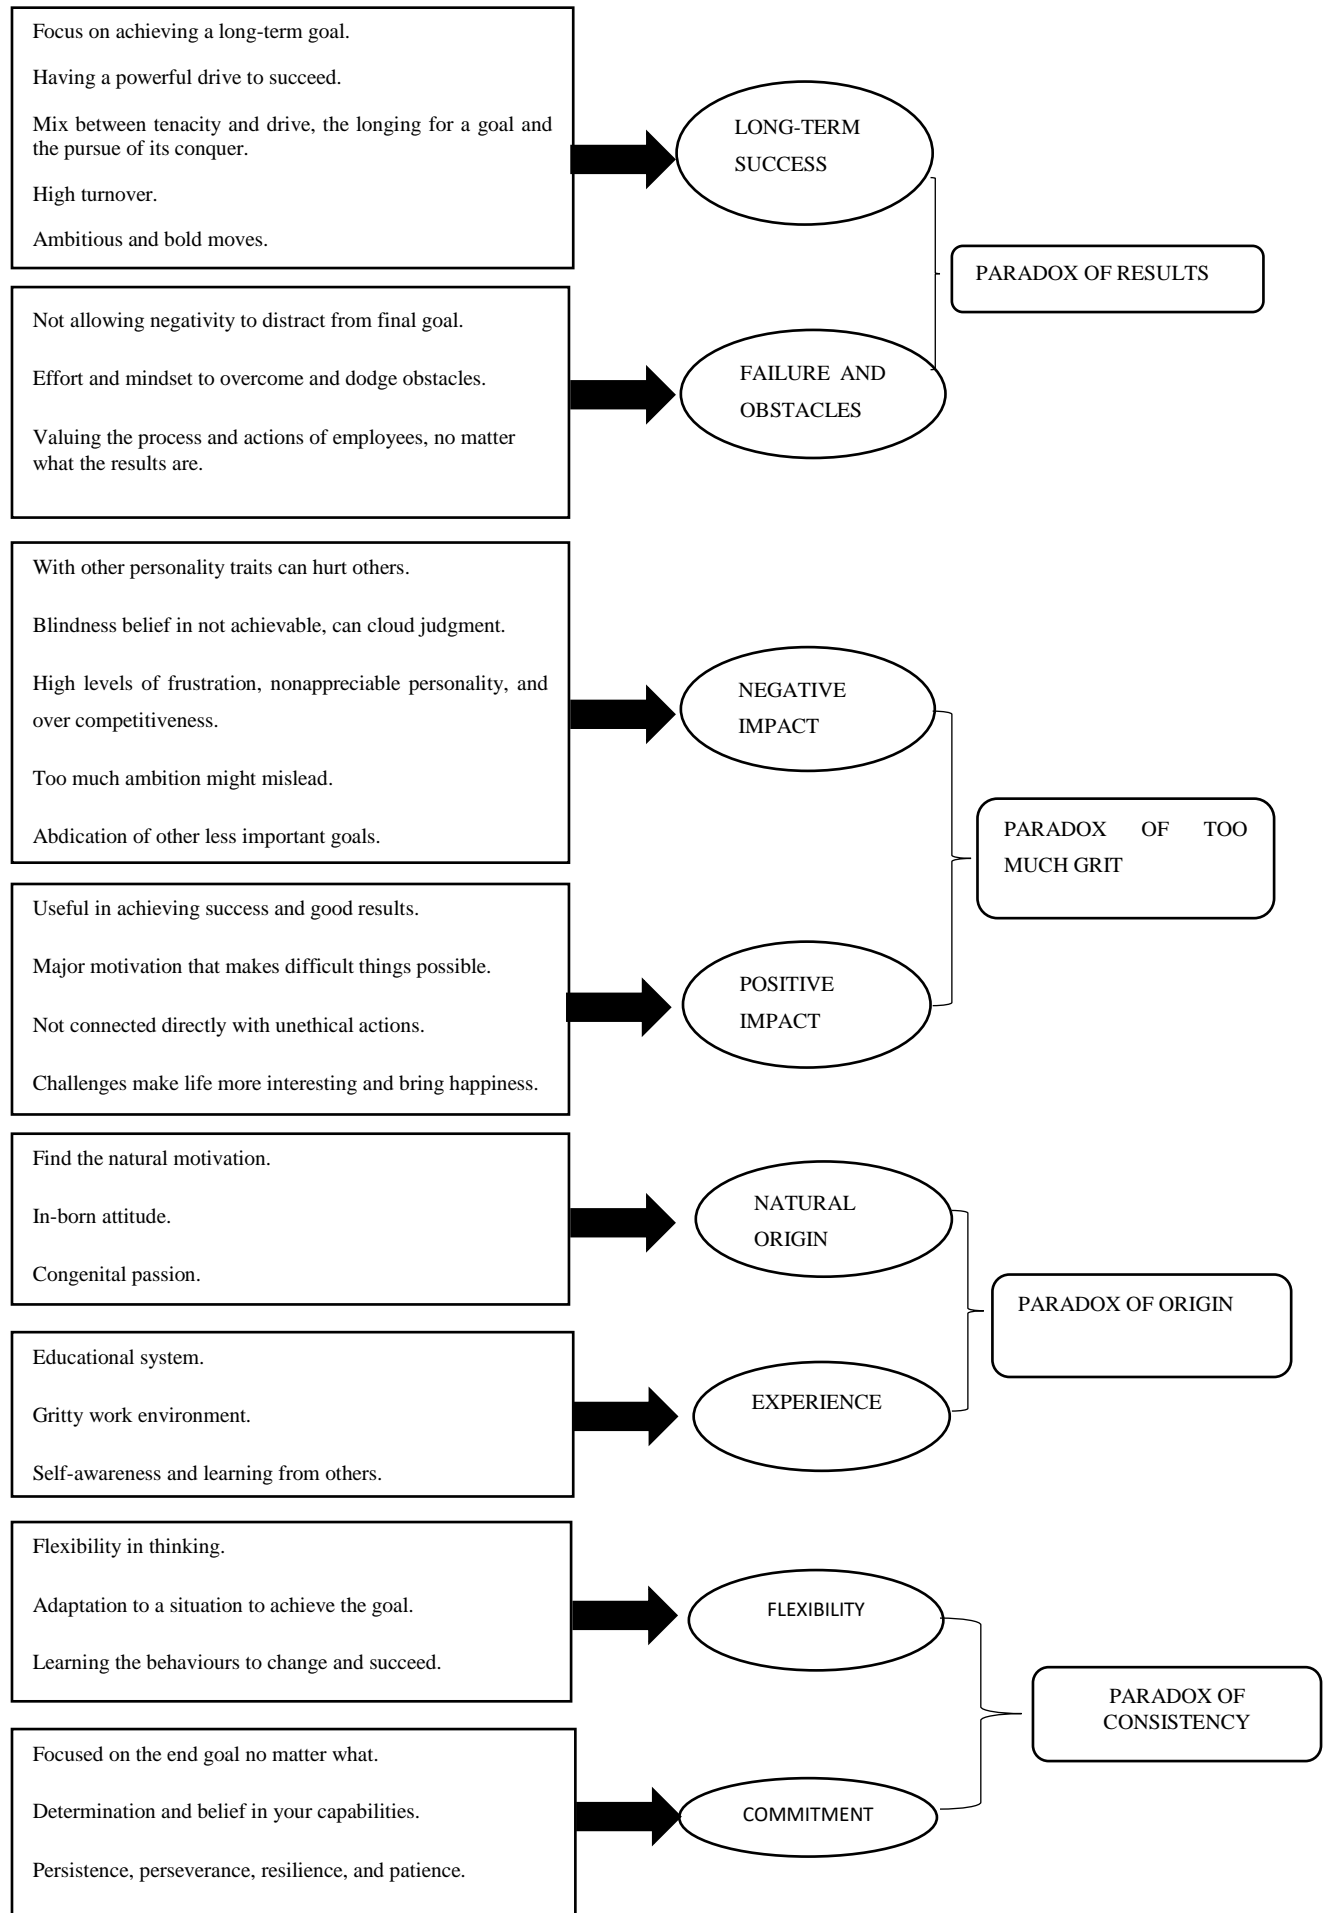 Focus on achieving a long-term goal.
Having a powerful drive to succeed.
Mix between tenacity and drive, the longing for a goal and
the pursue of its conquer.
High turnover.
Ambitious and bold moves.
LONG-TERM
SUCCESS
PARADOX OF RESULTS
Not allowing negativity to distract from final goal.
Effort and mindset to overcome and dodge obstacles.
Valuing the process and actions of employees, no matter
what the results are.
FAILURE AND
OBSTACLES
With other personality traits can hurt others.
Blindness belief in not achievable, can cloud judgment.
High levels of frustration, nonappreciable personality, and
over competitiveness.
Too much ambition might mislead.
Abdication of other less important goals.
NEGATIVE
IMPACT
PARADOX OF TOO
MUCH GRIT
Useful in achieving success and good results.
Major motivation that makes difficult things possible.
Not connected directly with unethical actions.
Challenges make life more interesting and bring happiness.
POSITIVE
IMPACT
Find the natural motivation.
In-born attitude.
Congenital passion.
NATURAL
ORIGIN
PARADOX OF ORIGIN
Educational system.
Gritty work environment.
Self-awareness and learning from others.
EXPERIENCE
Flexibility in thinking.
Adaptation to a situation to achieve the goal.
Learning the behaviours to change and succeed.
FLEXIBILITY
PARADOX OF
CONSISTENCY
Focused on the end goal no matter what.
Determination and belief in your capabilities.
Persistence, perseverance, resilience, and patience.
COMMITMENT